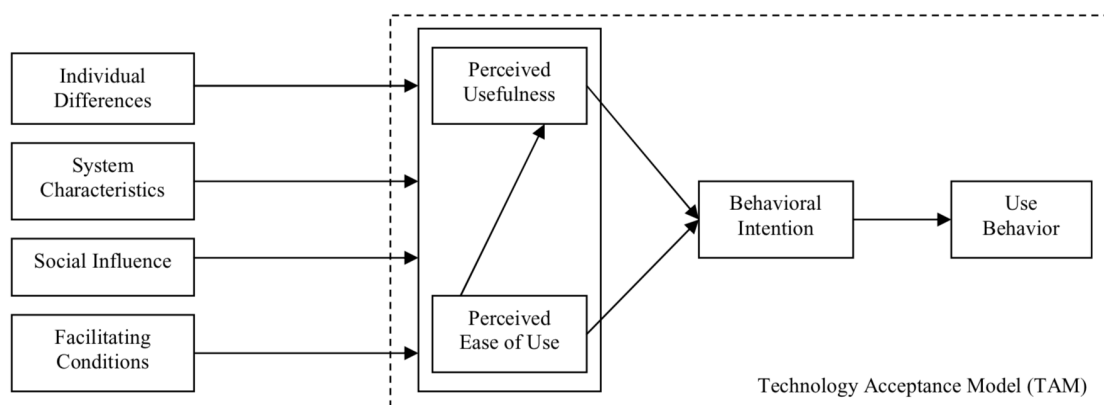 Individual
Differences
System
Characteristics
Social Influence
Facilitating
Conditions
Perceived
Usefulness
Perceived
Ease of Use
Behavioral
Intention
Use
Behavior
Technology Acceptance Model (TAM)